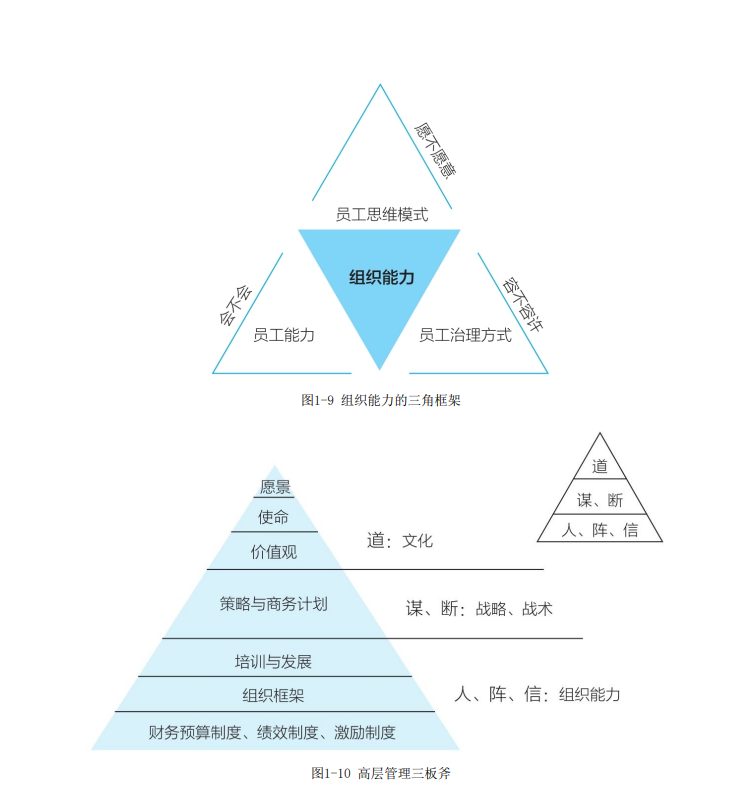 愿不愿意
员工思维模式
组织能力
会不会
容不容许
员工能力
员工治理方式
图1-9 组织能力的三角框架
道
谋、断
人、阵、信
愿景
使命
价值观
道：文化
策略与商务计划
谋、断：战略、战术
培训与发展
组织框架
人、阵、信：组织能力
财务预算制度、绩效制度、激励制度
图1-10 高层管理三板斧